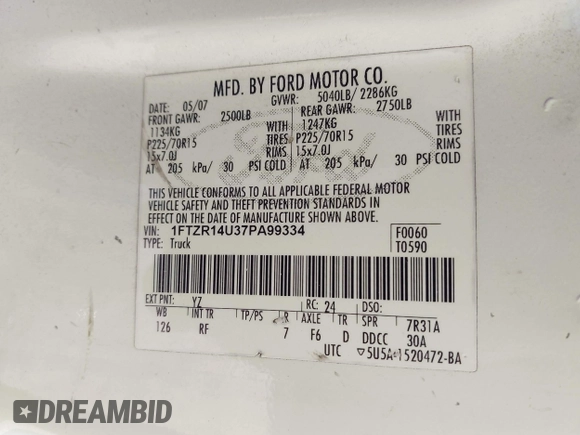 MFD. BY FORD MOTOR CO.
DATE: 05/07 GVWR: 5040LB/ 2286KG
FRONT GAWR: 2500LB REAR GAWR: 2750LB
1134KG WITH 1247KG WITH
P225/70R15 TIRES P225/70R15 TIRES
15x7.0J RIMS 15x7.0J RIMS
AT 205 kPa/ 30 PSI COLD AT 205 kPa/ 30 PSI COLD
THIS VEHICLE CONFORMS TO ALL APPLICABLE FEDERAL MOTOR
VEHICLE SAFETY AND THEFT PREVENTION STANDARDS IN
EFFECT ON THE DATE OF MANUFACTURE SHOWN ABOVE.
VIN: 1FTZR14U37PA99334 F0060
TYPE: Truck T0590
EXT PNT: YZ RC: 24 DSO:
WB INT TR TP/PS R AXLE TR SPR 7R31A
126 RF 7 F6 D DDCC 30A
UTC ▽5U5A-1520472-BA
DREAMBID